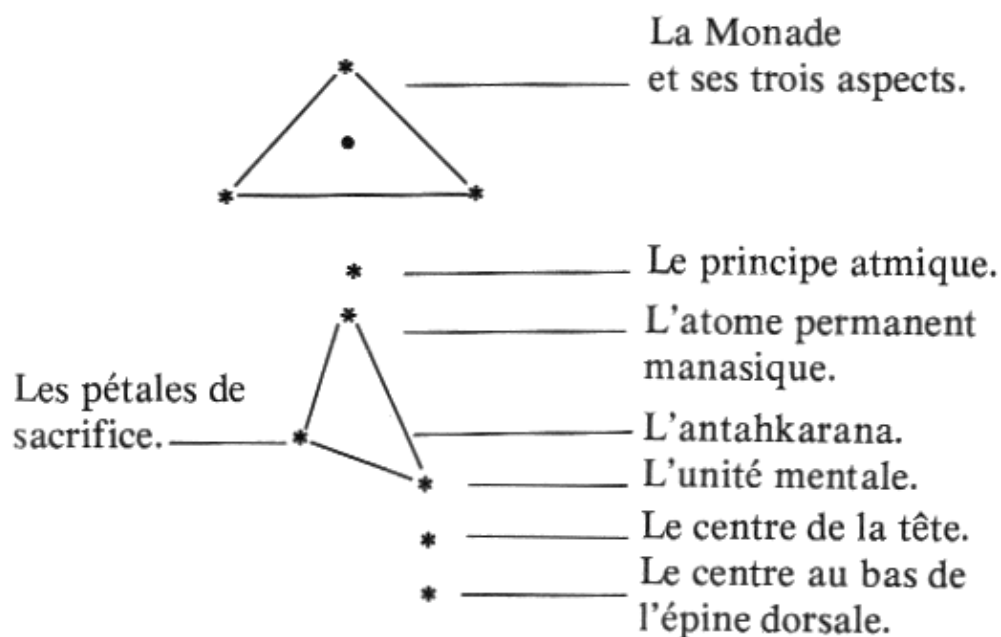 La Monade
et ses trois aspects.
Le principe atmique.
L'atome permanent
manasique.
Les pétales de
sacrifice.
L'antahkarana.
L'unité mentale.
Le centre de la tête.
Le centre au bas de
l'épine dorsale.